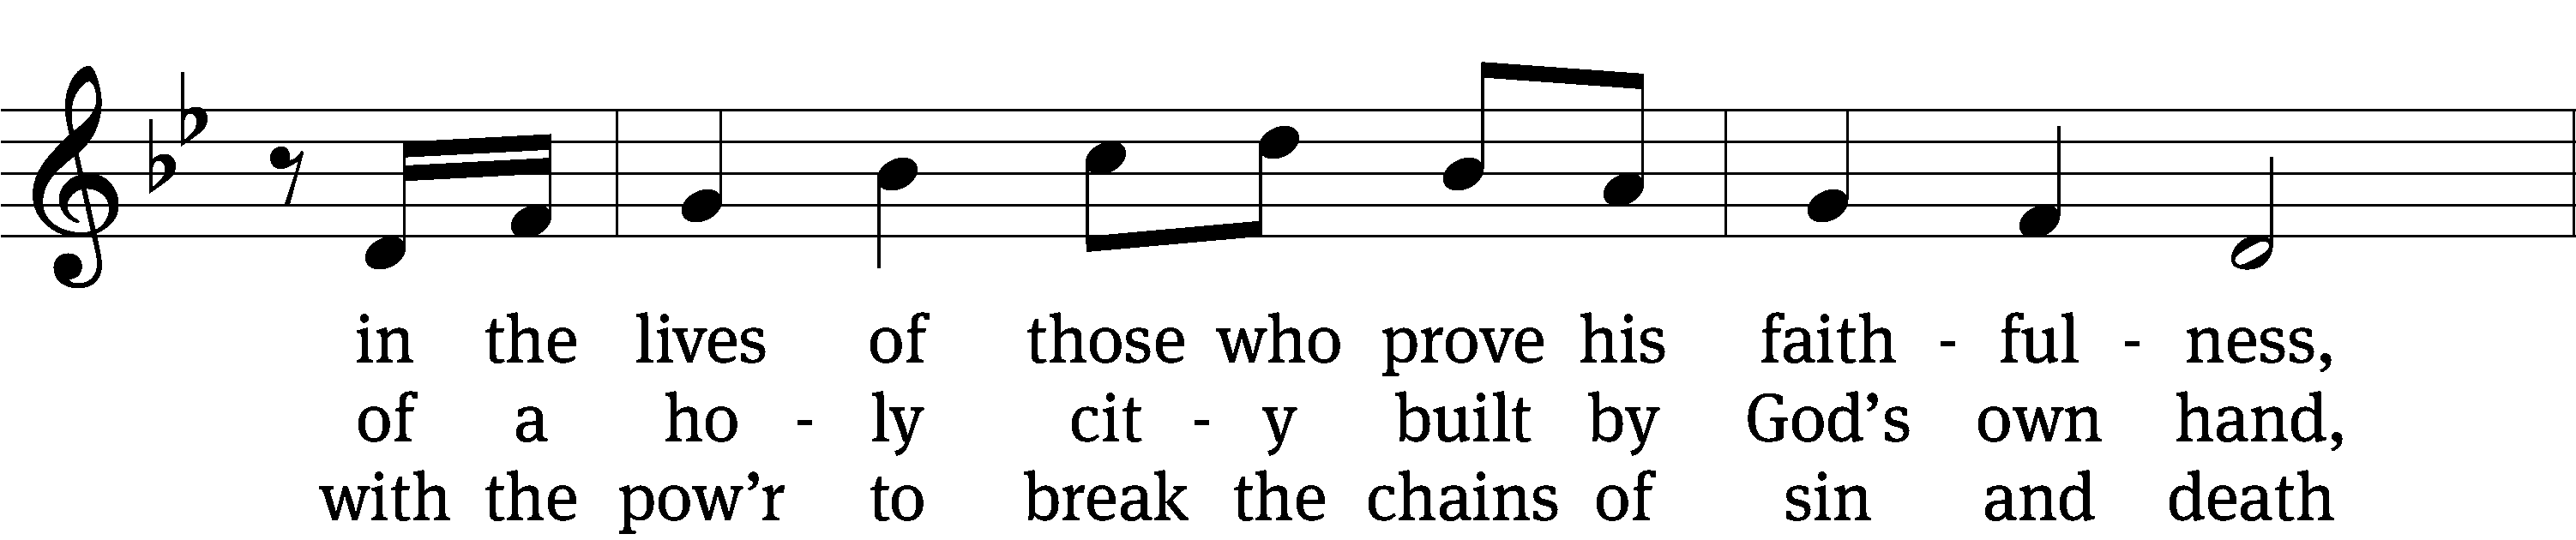 in the lives of those who prove his faith - ful - ness,
of a ho - ly cit - y built by God’s own hand,
with the pow’r to break the chains of sin and death